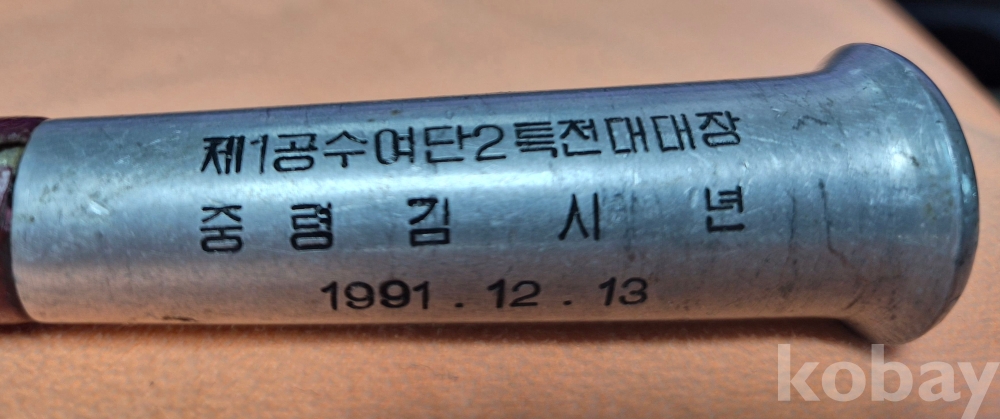 제1공수여단2특전대대장
중령김 시 년
1991 . 12 . 13
kobay